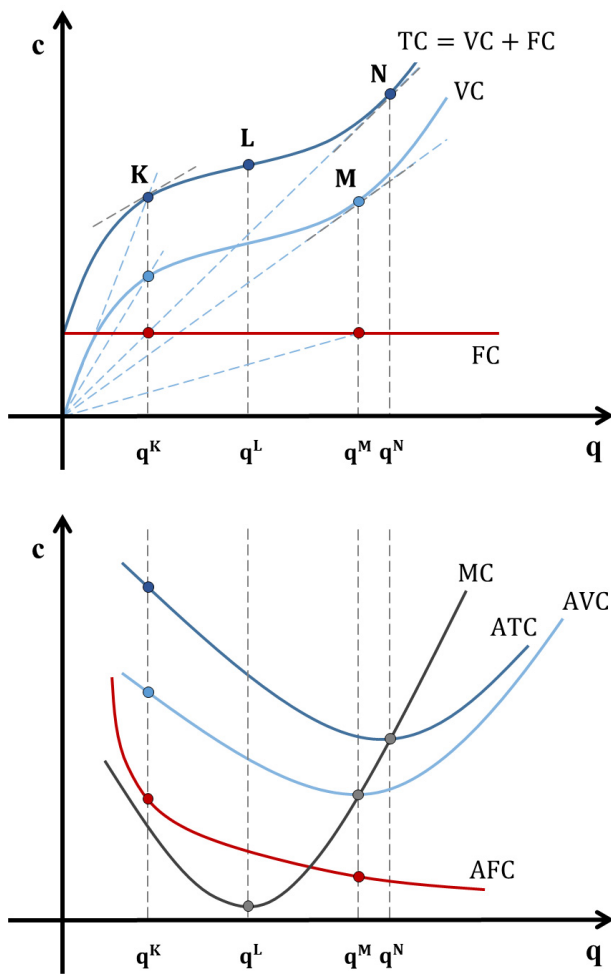 c
TC = VC + FC
N
VC
L
K
M
FC
q^K
q^L
q^M
q^N
q
c
MC
AVC
ATC
AFC
q^K
q^L
q^M
q^N
q